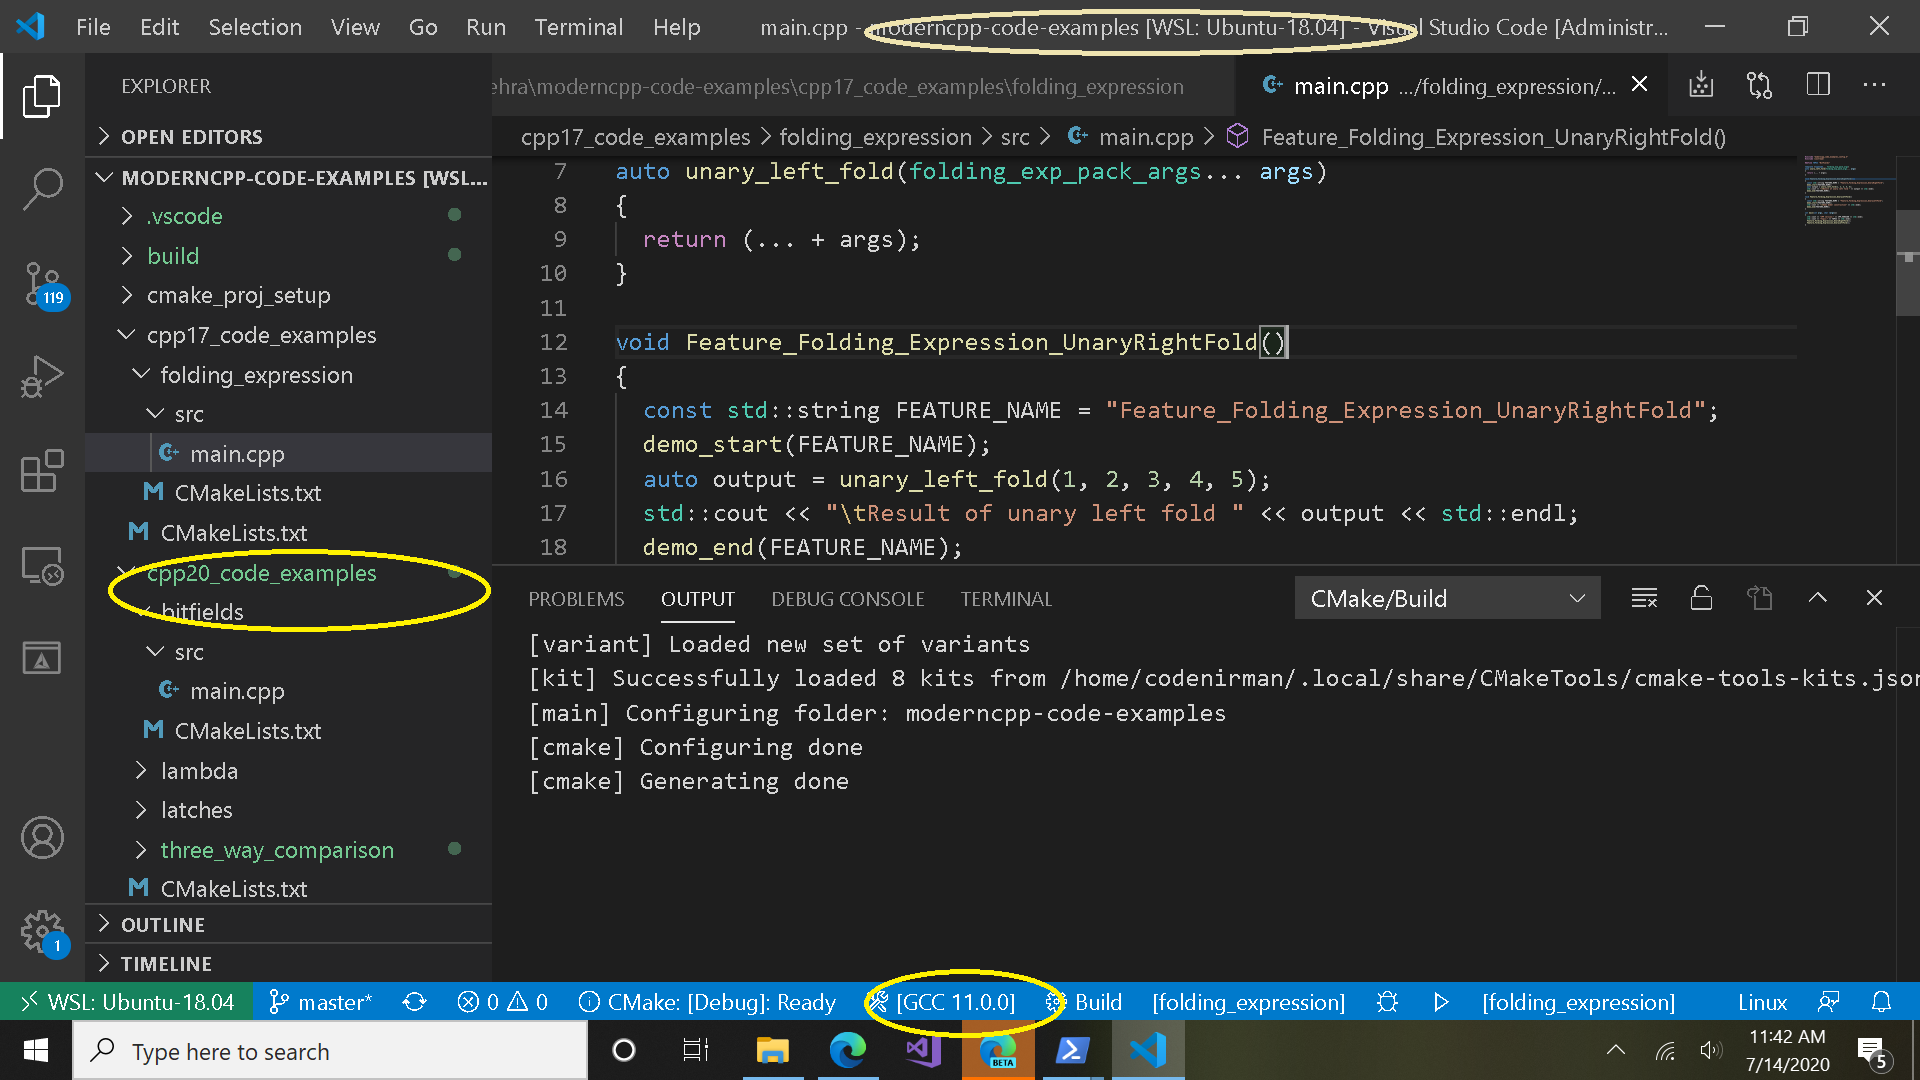 File Edit Selection View Go Run Terminal Help main.cpp - moderncpp-code-examples [WSL: Ubuntu-18.04] - Visual Studio Code [Administr...
EXPLORER
OPEN EDITORS
MODERNCPP-CODE-EXAMPLES [WSL...
.vscode
build
cmake_proj_setup
cpp17_code_examples
folding_expression
src
main.cpp
CMakeLists.txt
CMakeLists.txt
cpp20_code_examples
bitfields
src
main.cpp
CMakeLists.txt
lambda
latches
three_way_comparison
CMakeLists.txt
OUTLINE
TIMELINE
119
1
ehra\moderncpp-code-examples\cpp17_code_examples\folding_expression
main.cpp .../folding_expression/...
cpp17_code_examples > folding_expression > src > main.cpp > Feature_Folding_Expression_UnaryRightFold()
7 auto unary_left_fold(folding_exp_pack_args... args)
8 {
9 return (... + args);
10 }
11
12 void Feature_Folding_Expression_UnaryRightFold()
13 {
14 const std::string FEATURE_NAME = "Feature_Folding_Expression_UnaryRightFold";
15 demo_start(FEATURE_NAME);
16 auto output = unary_left_fold(1, 2, 3, 4, 5);
17 std::cout << "\tResult of unary left fold " << output << std::endl;
18 demo_end(FEATURE_NAME);
PROBLEMS OUTPUT DEBUG CONSOLE TERMINAL CMake/Build
[variant] Loaded new set of variants
[kit] Successfully loaded 8 kits from /home/codenirman/.local/share/CMakeTools/cmake-tools-kits.json
[main] Configuring folder: moderncpp-code-examples
[cmake] Configuring done
[cmake] Generating done
WSL: Ubuntu-18.04 master* 0 0 CMake: [Debug]: Ready [GCC 11.0.0] Build [folding_expression] [folding_expression] Linux
Type here to search
BETA
11:42 AM
7/14/2020
5